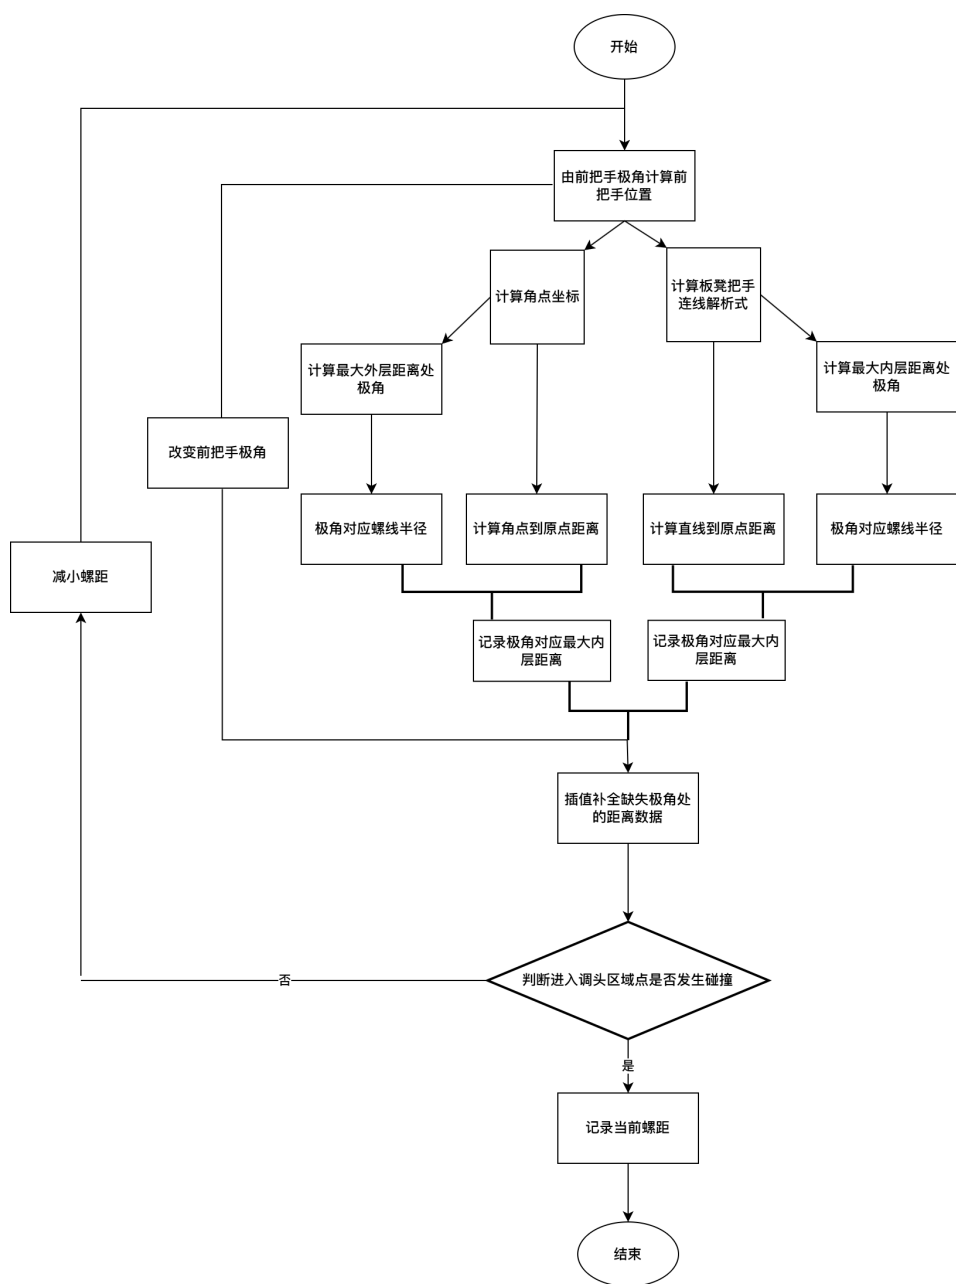 开始
由前把手极角计算前
把手位置
计算角点坐标
计算板凳把手
连线解析式
计算最大外层距离处
极角
计算最大内层距离处
极角
改变前把手极角
极角对应螺线半径
计算角点到原点距离
计算直线到原点距离
极角对应螺线半径
减小螺距
记录极角对应最大内
层距离
记录极角对应最大内
层距离
插值补全缺失极角处
的距离数据
判断进入调头区域点是否发生碰撞
否
是
记录当前螺距
结束